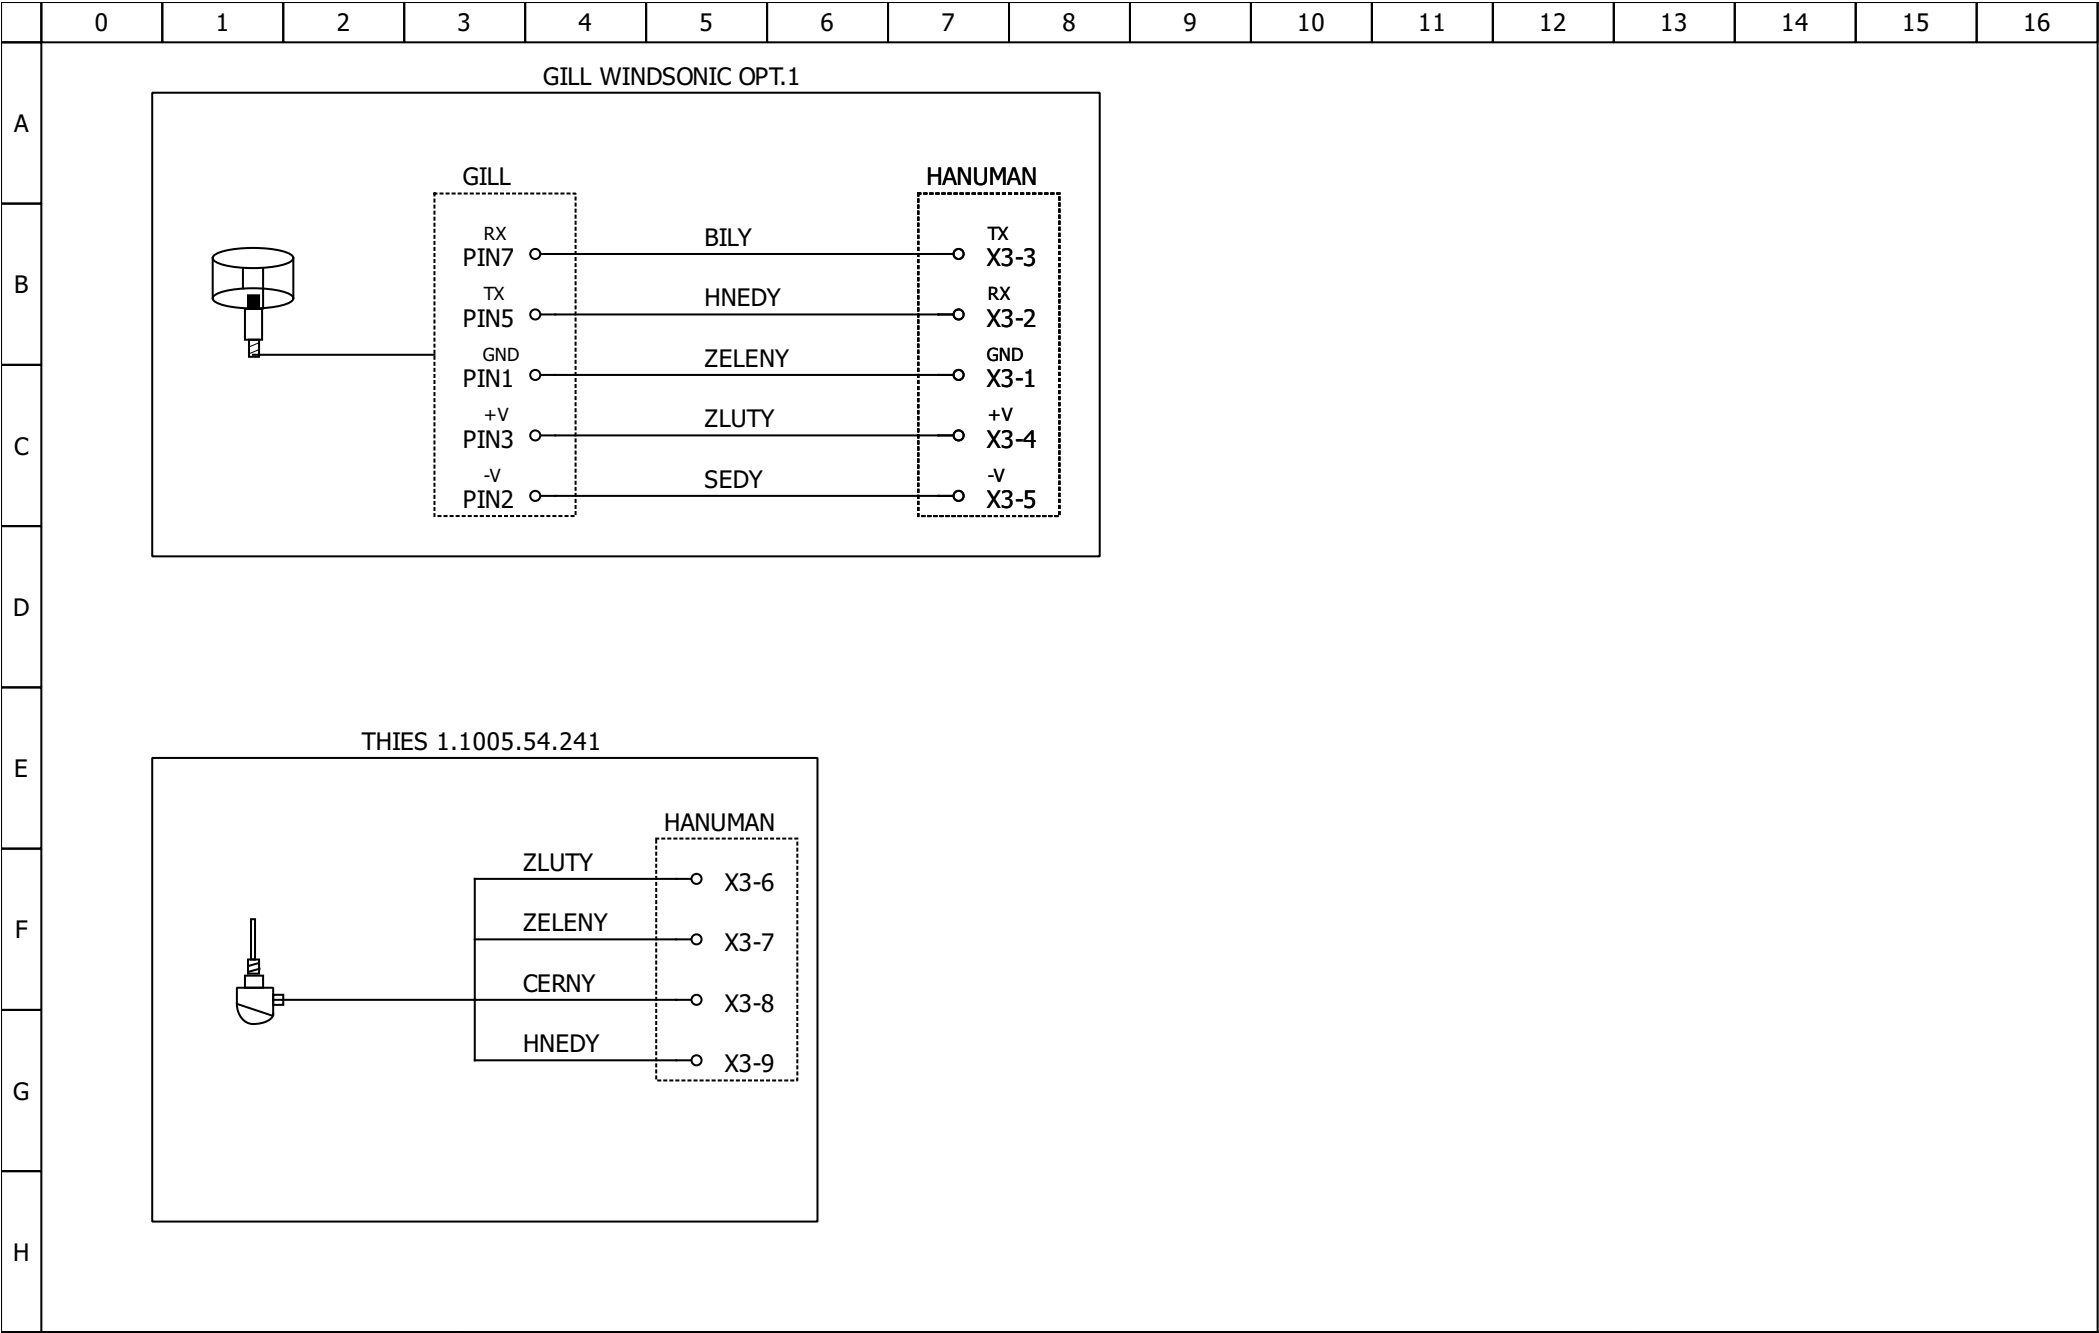 0 1 2 3 4 5 6 7 8 9 10 11 12 13 14 15 16
GILL WINDSONIC OPT.1
A
GILL HANUMAN
RX BILY TX
PIN7 X3-3
B
TX HNEDY RX
PIN5 X3-2
GND ZELENY GND
PIN1 X3-1
+V ZLUTY +V
C
PIN3 X3-4
-V SEDY -V
PIN2 X3-5
D
THIES 1.1005.54.241
E
HANUMAN
ZLUTY
X3-6
F
ZELENY
X3-7
CERNY
X3-8
HNEDY
X3-9
G
H